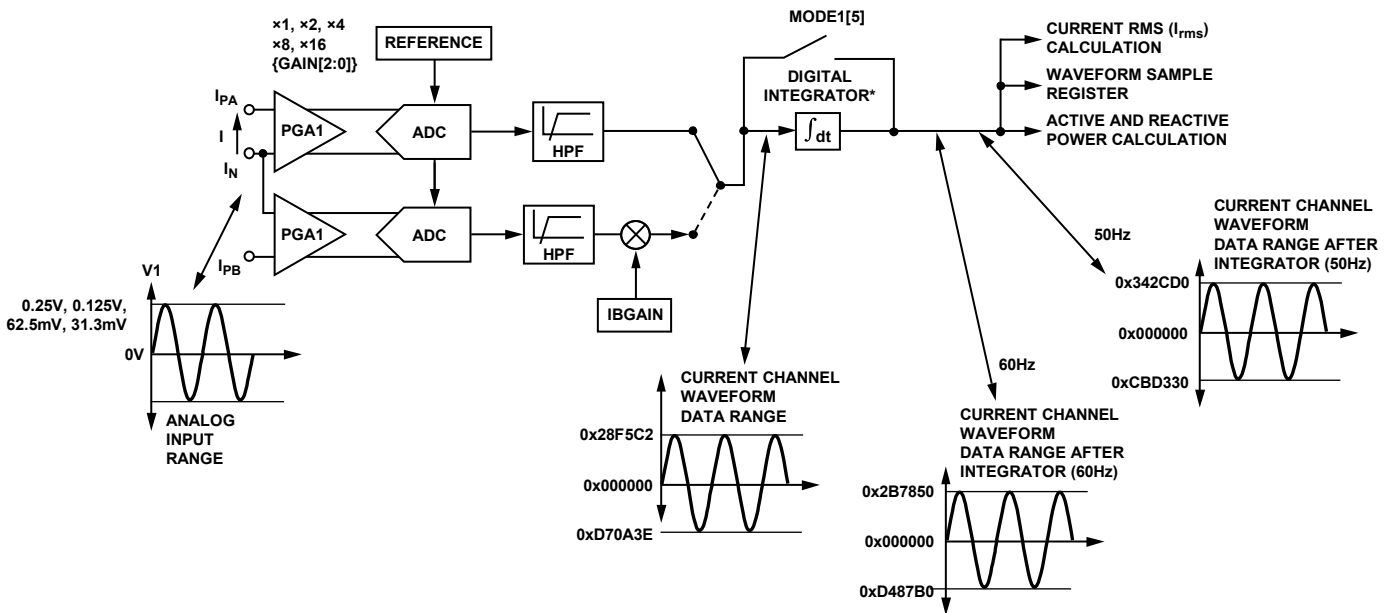 ×1, ×2, ×4
×8, ×16
{GAIN[2:0]}
REFERENCE
MODE1[5]
CURRENT RMS (Irms)
CALCULATION
WAVEFORM SAMPLE
REGISTER
ACTIVE AND REACTIVE
POWER CALCULATION
DIGITAL
INTEGRATOR*
∫dt
IPA
I
IN
PGA1
ADC
HPF
PGA1
ADC
HPF
IPB
IBGAIN
V1
0.25V, 0.125V,
62.5mV, 31.3mV
0V
ANALOG
INPUT
RANGE
CURRENT CHANNEL
WAVEFORM
DATA RANGE
0x28F5C2
0x000000
0xD70A3E
60Hz
CURRENT CHANNEL
WAVEFORM
DATA RANGE AFTER
INTEGRATOR (60Hz)
0x2B7850
0x000000
0xD487B0
50Hz
CURRENT CHANNEL
WAVEFORM
DATA RANGE AFTER
INTEGRATOR (50Hz)
0x342CD0
0x000000
0xCBD330